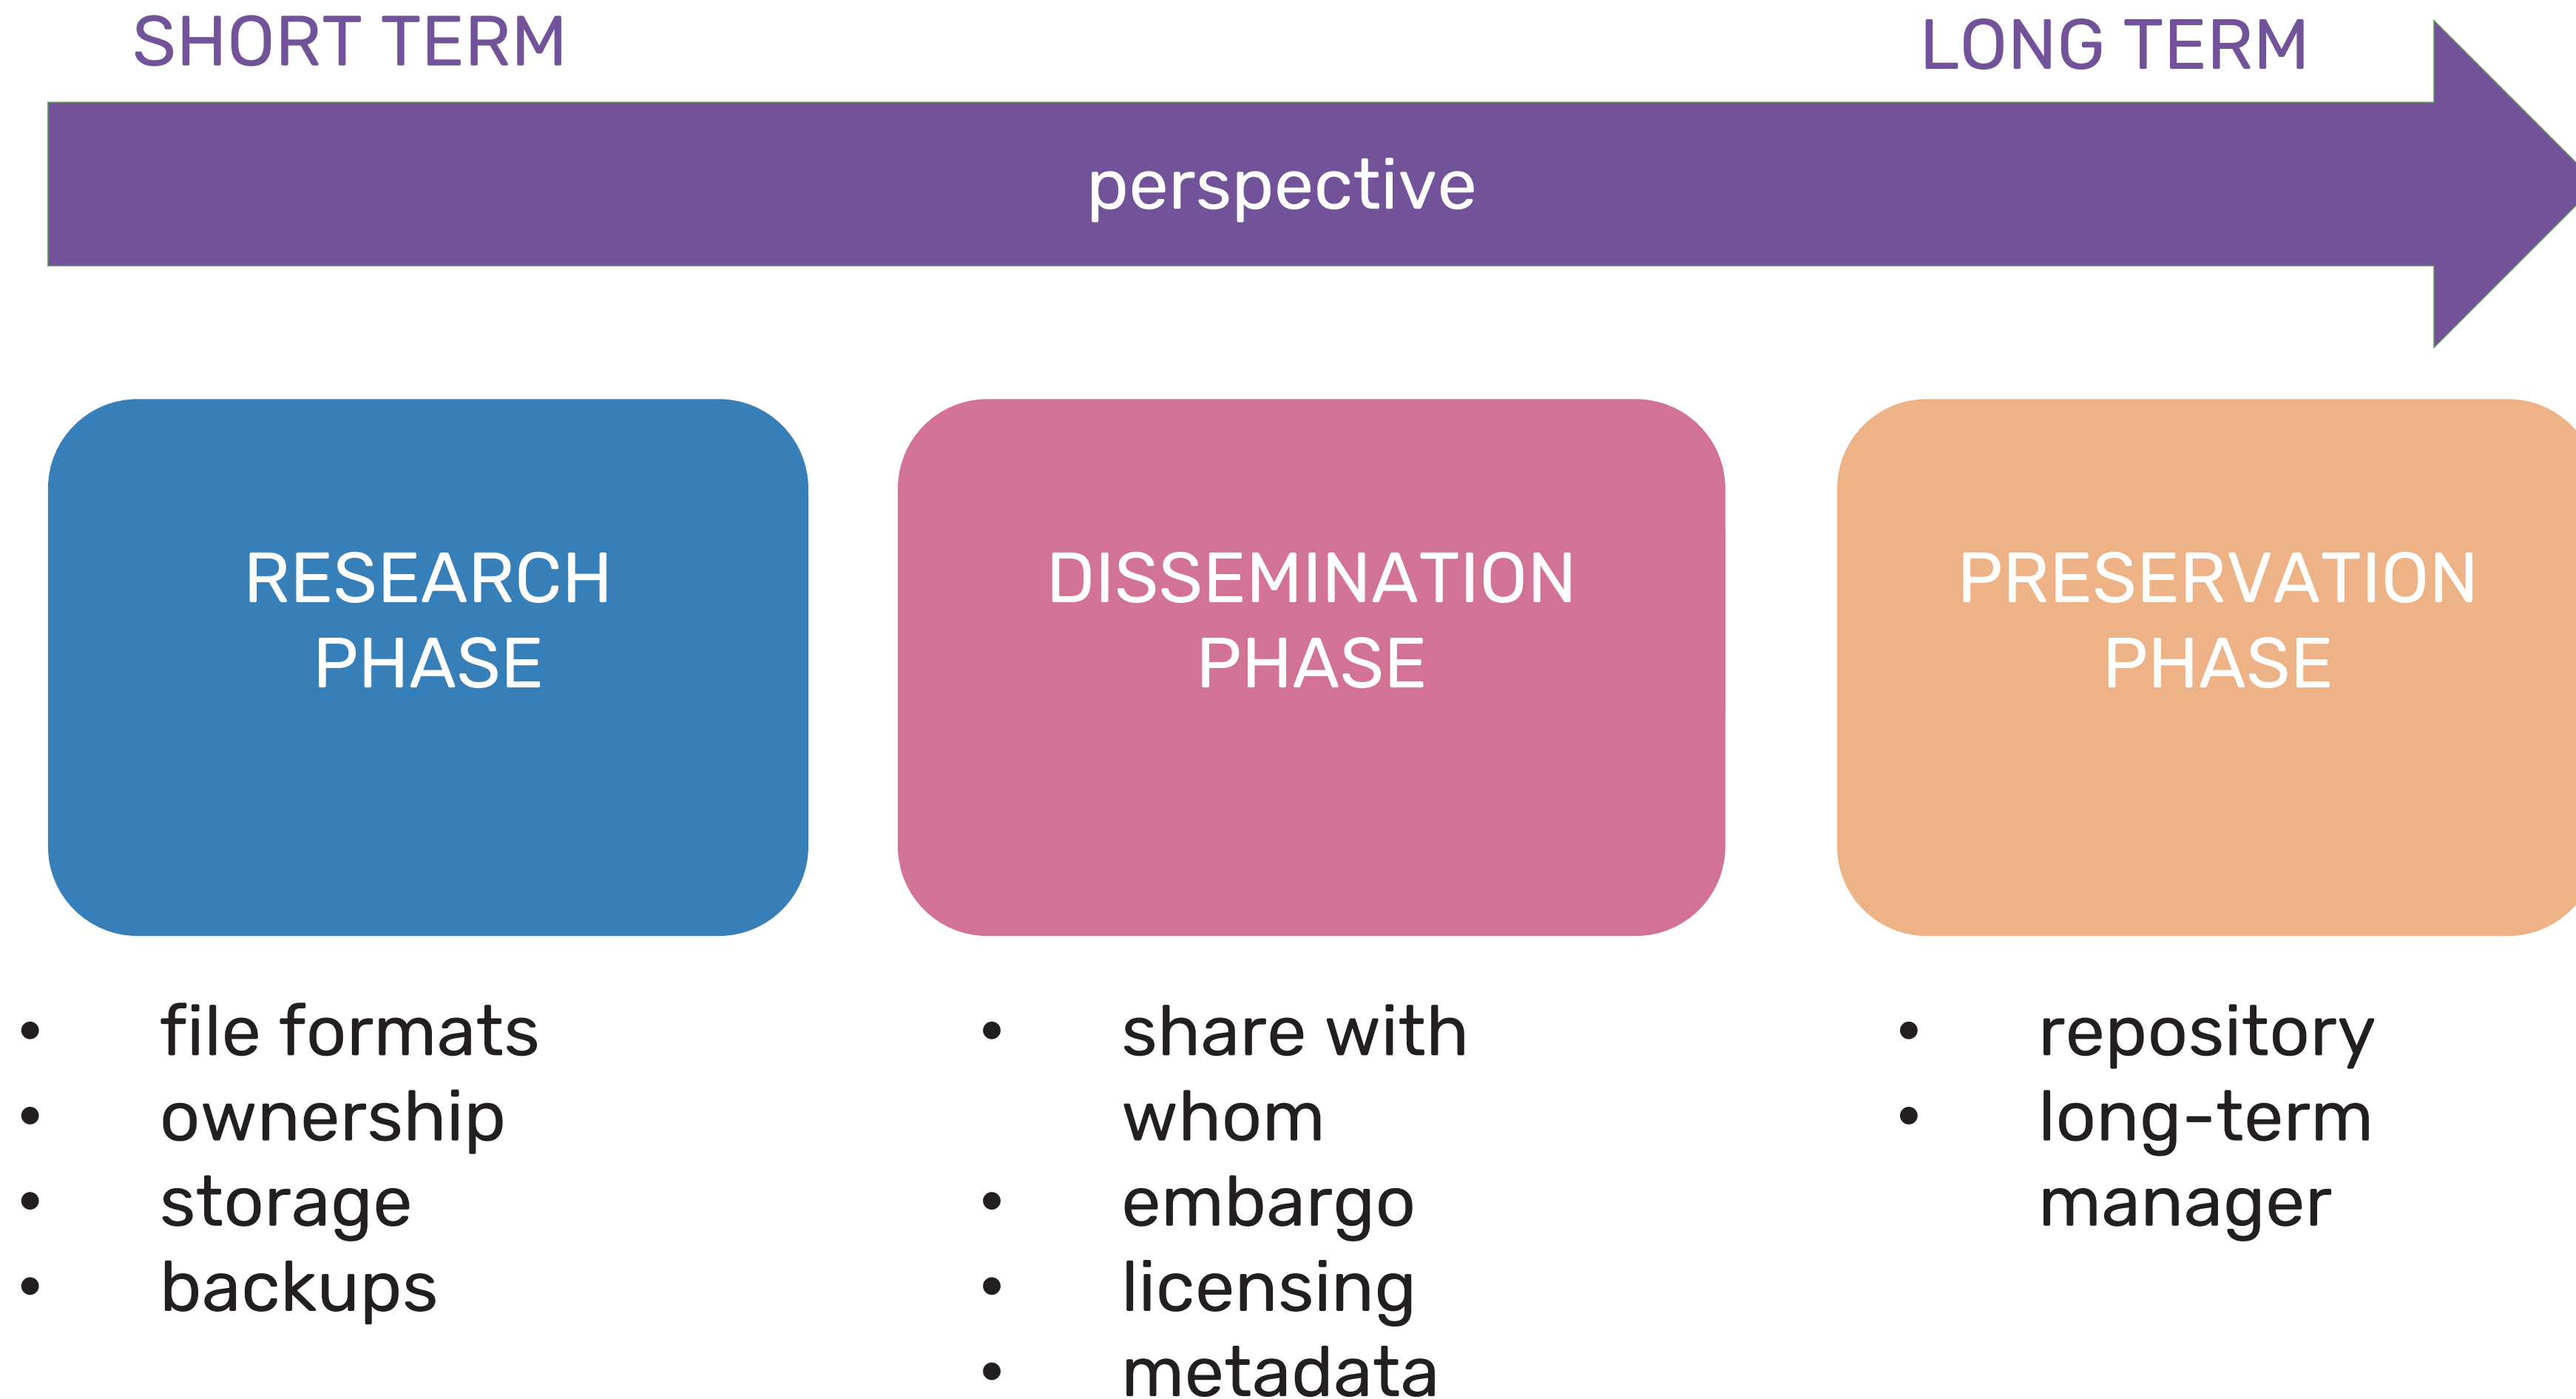 SHORT TERM
LONG TERM
perspective
RESEARCH
PHASE
DISSEMINATION
PHASE
PRESERVATION
PHASE
• file formats
• ownership
• storage
• backups
• share with
whom
• embargo
• licensing
• metadata
• repository
• long-term
manager